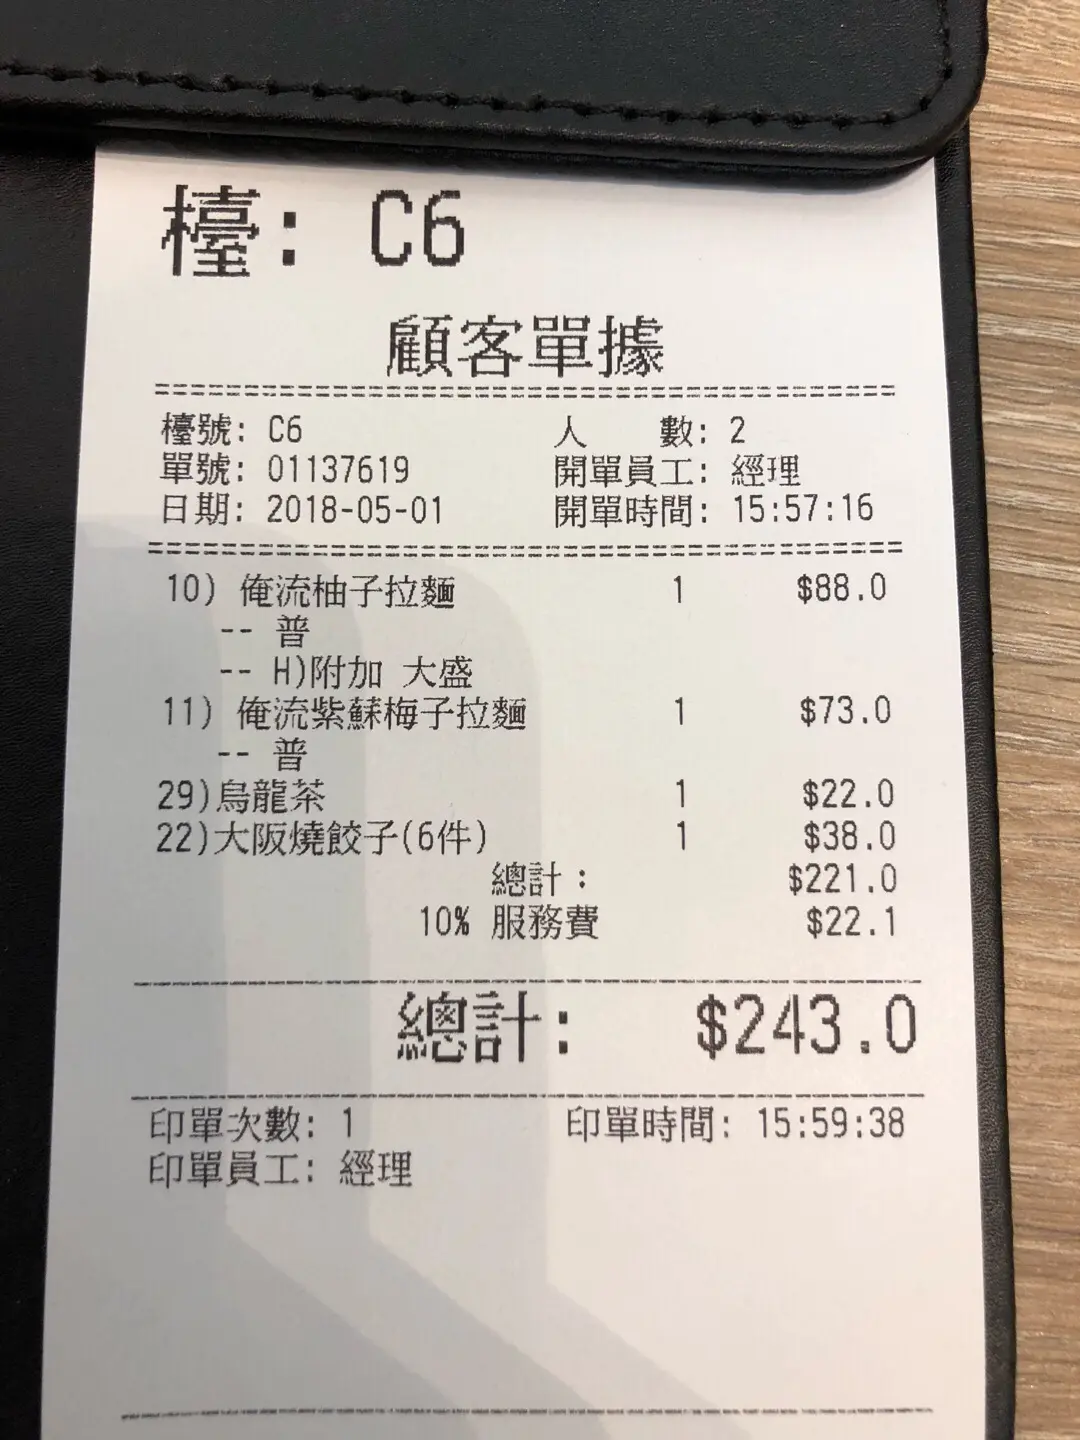 檯: C6
顧客單據
檯號: C6 人 數: 2
單號: 01137619 開單員工: 經理
日期: 2018-05-01 開單時間: 15:57:16
10) 俺流柚子拉麵 1 $88.0
-- 普
-- H)附加 大盛
11) 俺流紫蘇梅子拉麵 1 $73.0
-- 普
29)烏龍茶 1 $22.0
22)大阪燒餃子(6件) 1 $38.0
總計: $221.0
10% 服務費 $22.1
總計: $243.0
印單次數: 1 印單時間: 15:59:38
印單員工: 經理